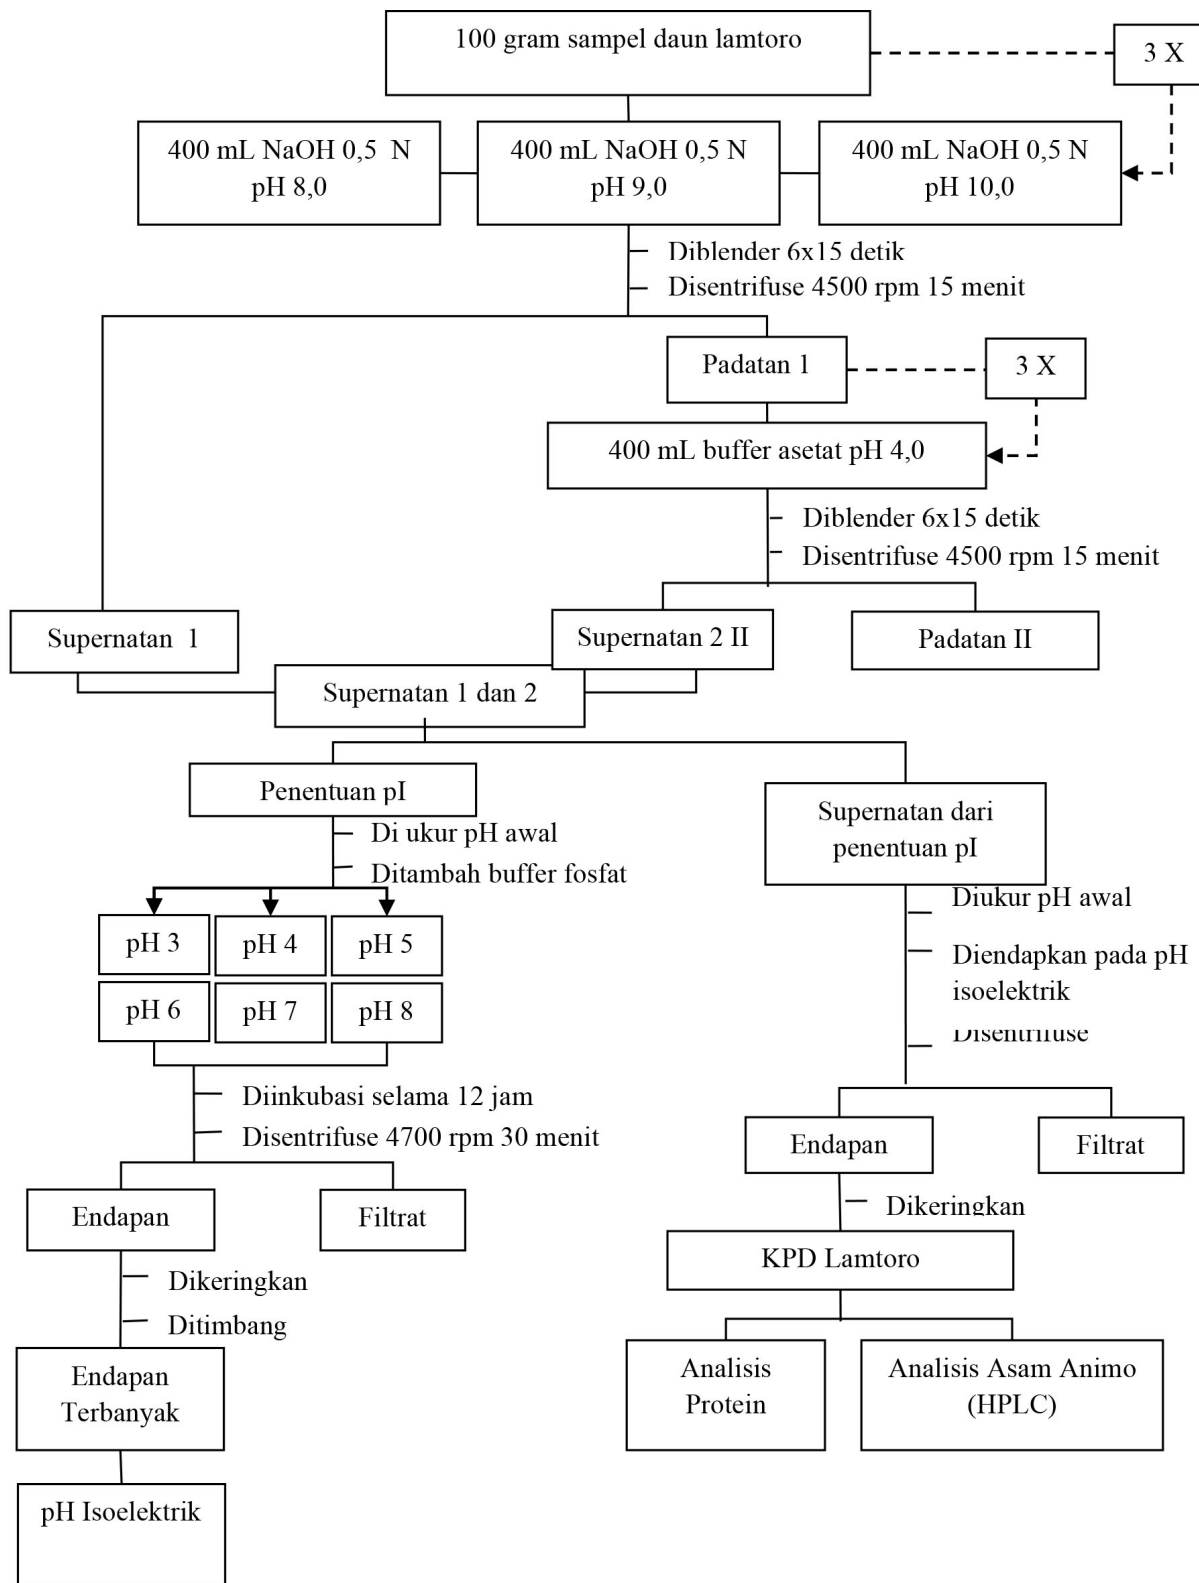 100 gram sampel daun lamtoro
3 X
400 mL NaOH 0,5 N
pH 8,0
400 mL NaOH 0,5 N
pH 9,0
400 mL NaOH 0,5 N
pH 10,0
Diblender 6x15 detik
Disentrifuse 4500 rpm 15 menit
Padatan 1
3 X
400 mL buffer asetat pH 4,0
Diblender 6x15 detik
Disentrifuse 4500 rpm 15 menit
Supernatan 1
Supernatan 2 II
Padatan II
Supernatan 1 dan 2
Penentuan pI
Di ukur pH awal
Ditambah buffer fosfat
pH 3
pH 4
pH 5
pH 6
pH 7
pH 8
Diinkubasi selama 12 jam
Disentrifuse 4700 rpm 30 menit
Endapan
Filtrat
Dikeringkan
Ditimbang
Endapan
Terbanyak
pH Isoelektrik
Supernatan dari
penentuan pI
Diukur pH awal
Diendapkan pada pH
isoelektrik
Disentrifuse
Endapan
Filtrat
Dikeringkan
KPD Lamtoro
Analisis
Protein
Analisis Asam Animo
(HPLC)